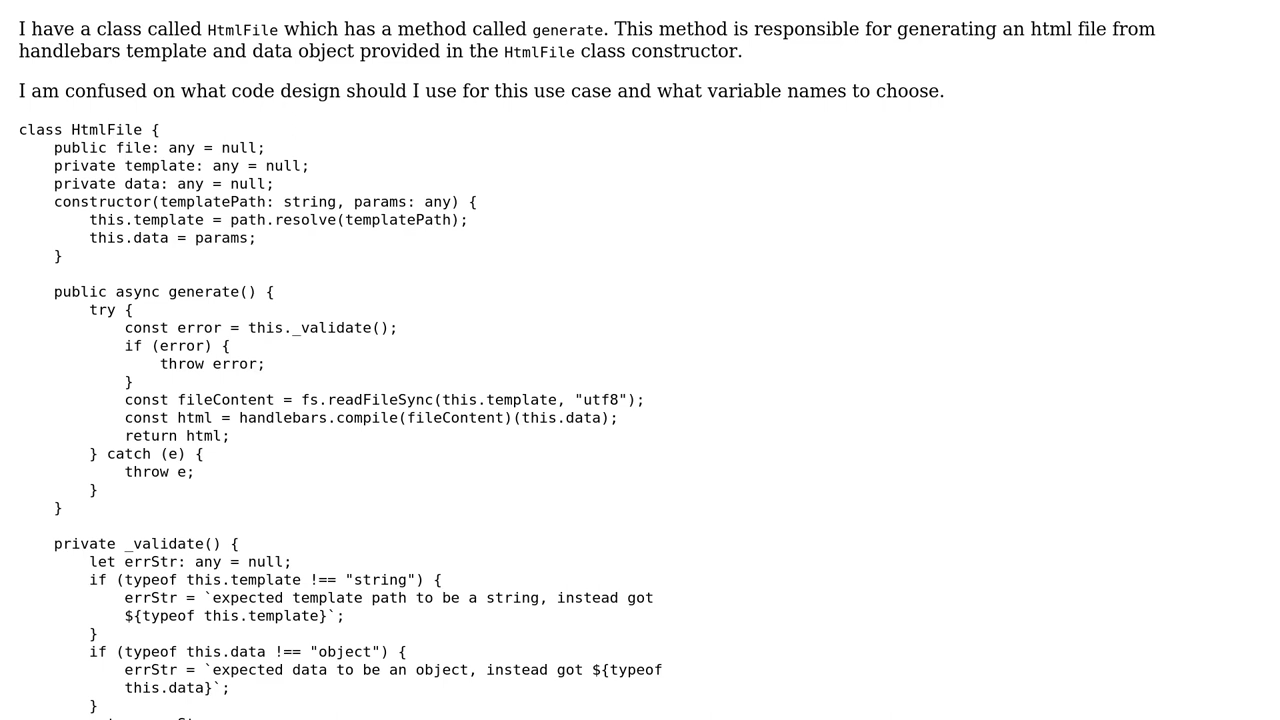 I have a class called HtmlFile which has a method called generate. This method is responsible for generating an html file from
handlebars template and data object provided in the HtmlFile class constructor.
I am confused on what code design should I use for this use case and what variable names to choose.
class HtmlFile {
    public file: any = null;
    private template: any = null;
    private data: any = null;
    constructor(templatePath: string, params: any) {
        this.template = path.resolve(templatePath);
        this.data = params;
    }
    public async generate() {
        try {
            const error = this._validate();
            if (error) {
                throw error;
            }
            const fileContent = fs.readFileSync(this.template, "utf8");
            const html = handlebars.compile(fileContent)(this.data);
            return html;
        } catch (e) {
            throw e;
        }
    }
    private _validate() {
        let errStr: any = null;
        if (typeof this.template !== "string") {
            errStr = `expected template path to be a string, instead got
            ${typeof this.template}`;
        }
        if (typeof this.data !== "object") {
            errStr = `expected data to be an object, instead got ${typeof
            this.data}`;
        }